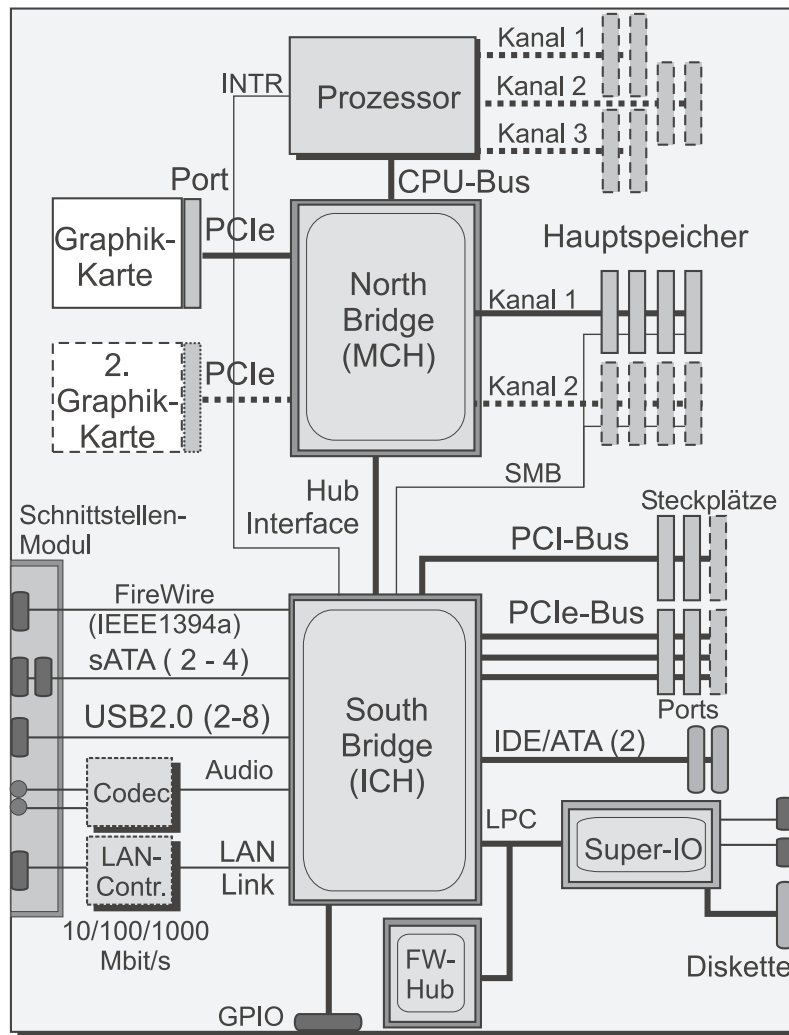 Kanal 1
INTR
Prozessor
Kanal 2
Kanal 3
CPU-Bus
Port
PCIe
Graphik-
Karte
Hauptspeicher
North
Bridge
(MCH)
Kanal 1
2.
Graphik-
Karte
PCIe
Kanal 2
Hub
Interface
SMB
Schnittstellen-
Modul
Steckplätze
PCI-Bus
FireWire
(IEEE1394a)
PCIe-Bus
sATA ( 2 - 4)
USB2.0 (2-8)
South
Bridge
(ICH)
Ports
IDE/ATA (2)
Codec
Audio
LPC
Super-IO
LAN-
Contr.
LAN
Link
10/100/1000
Mbit/s
FW-
Hub
Diskette
GPIO